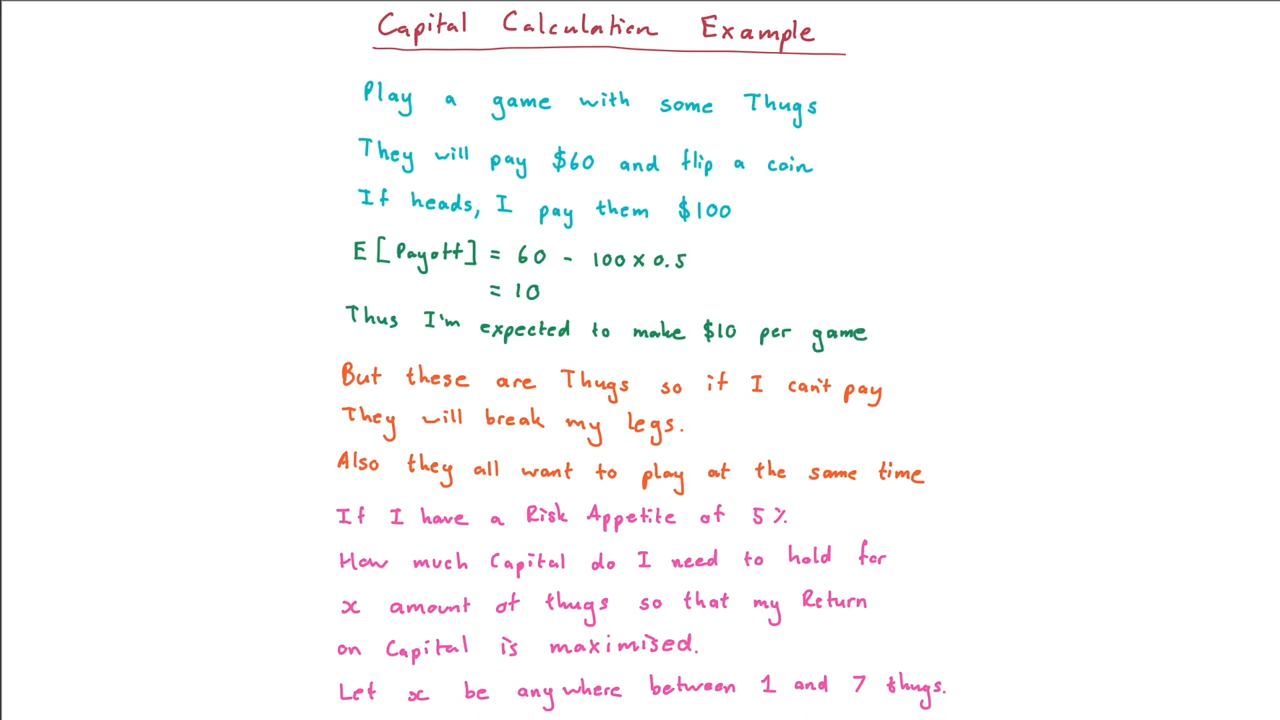 Capital Calculation Example
Play a game with some Thugs
They will pay $60 and flip a coin
If heads, I pay them $100
E [Payoff] = 60 - 100 x 0.5
= 10
Thus I'm expected to make $10 per game
But these are Thugs so if I can't pay
They will break my legs.
Also they all want to play at the same time
If I have a Risk Appetite of 5%
How much Capital do I need to hold for
x amount of thugs so that my Return
on Capital is maximised.
Let x be anywhere between 1 and 7 thugs.